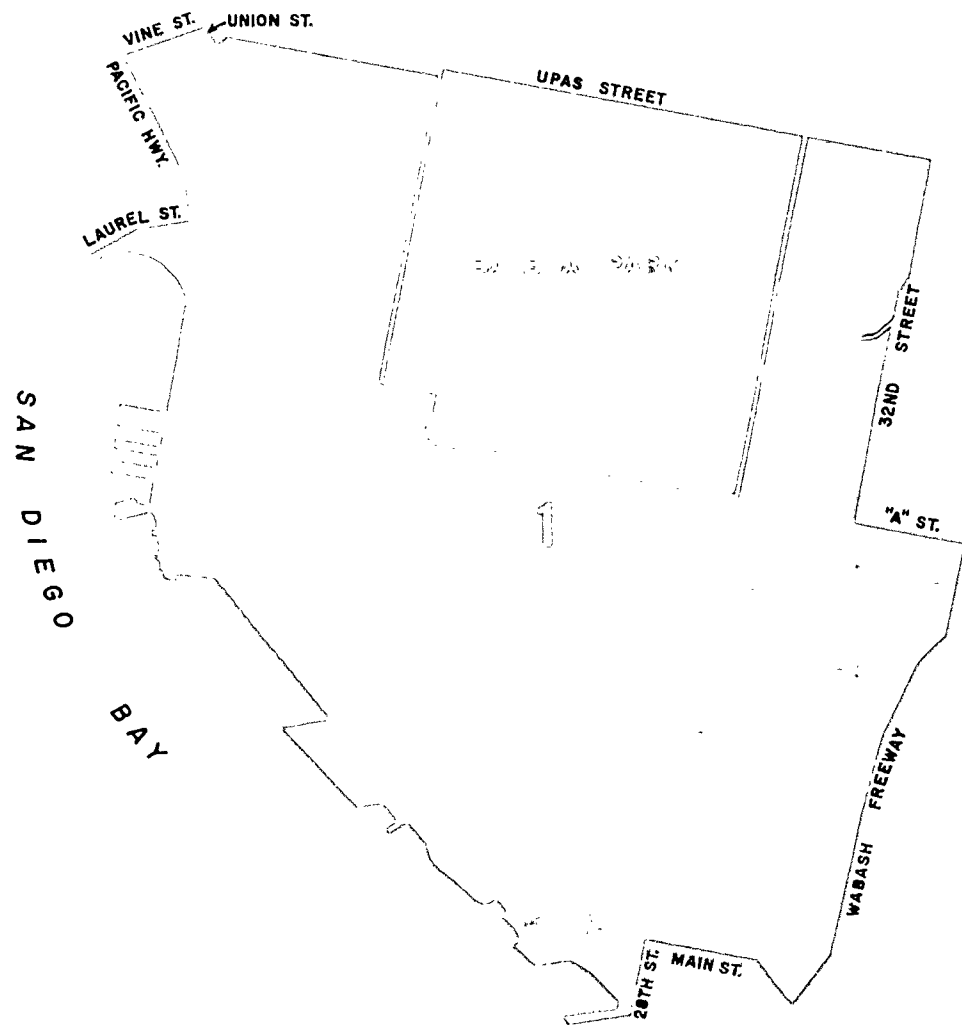 VINE ST.
UNION ST.
PACIFIC HWY.
UPAS STREET
LAUREL ST.
32ND STREET
SAN DIEGO BAY
1
"A" ST.
WABASH FREEWAY
28TH ST.
MAIN ST.